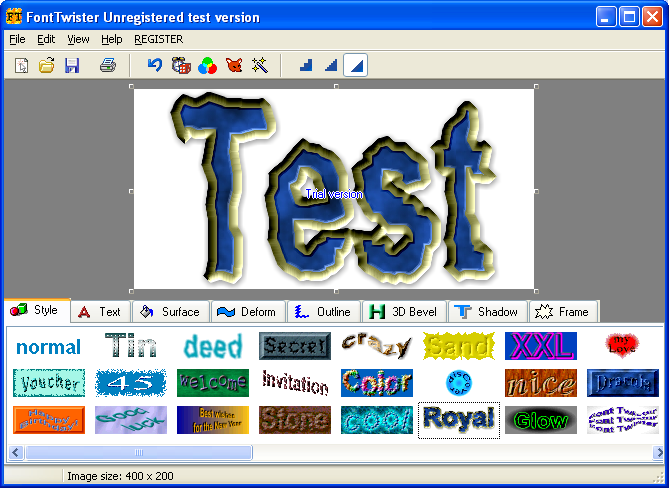 FontTwister Unregistered test version
File Edit View Help REGISTER
Test
Trial version
Style Text Surface Deform Outline 3D Bevel Shadow Frame
normal Tin deed Secret crazy Sand XXL my Love
Voucher 45 welcome Invitation Color disco nice Dracula
Good luck Best wishes for the New Year Stone cool Royal Glow Font Twister Font Twister Font Twister
Image size: 400 x 200